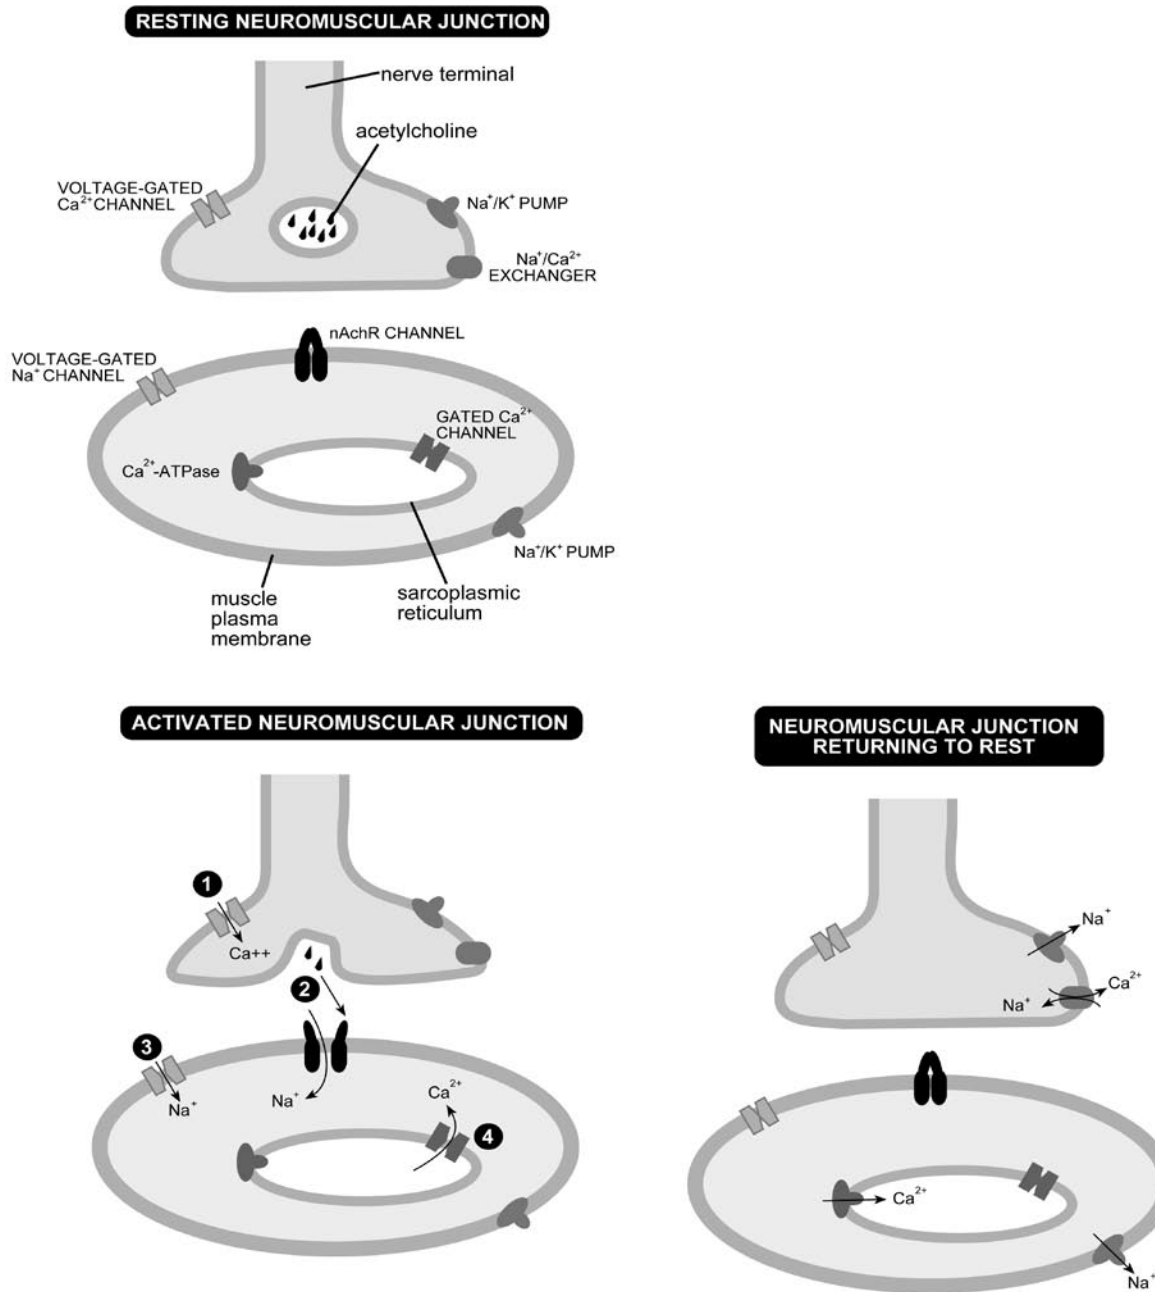 RESTING NEUROMUSCULAR JUNCTION
nerve terminal
acetylcholine
VOLTAGE-GATED
Ca²⁺CHANNEL
Na⁺/K⁺ PUMP
Na⁺/Ca²⁺
EXCHANGER
nAchR CHANNEL
VOLTAGE-GATED
Na⁺ CHANNEL
GATED Ca²⁺
CHANNEL
Ca²⁺-ATPase
Na⁺/K⁺ PUMP
muscle
plasma
membrane
sarcoplasmic
reticulum
ACTIVATED NEUROMUSCULAR JUNCTION
1
Ca++
2
3
Na⁺
Na⁺
Ca²⁺
4
NEUROMUSCULAR JUNCTION
RETURNING TO REST
Na⁺
Ca²⁺
Na⁺
Ca²⁺
Na⁺